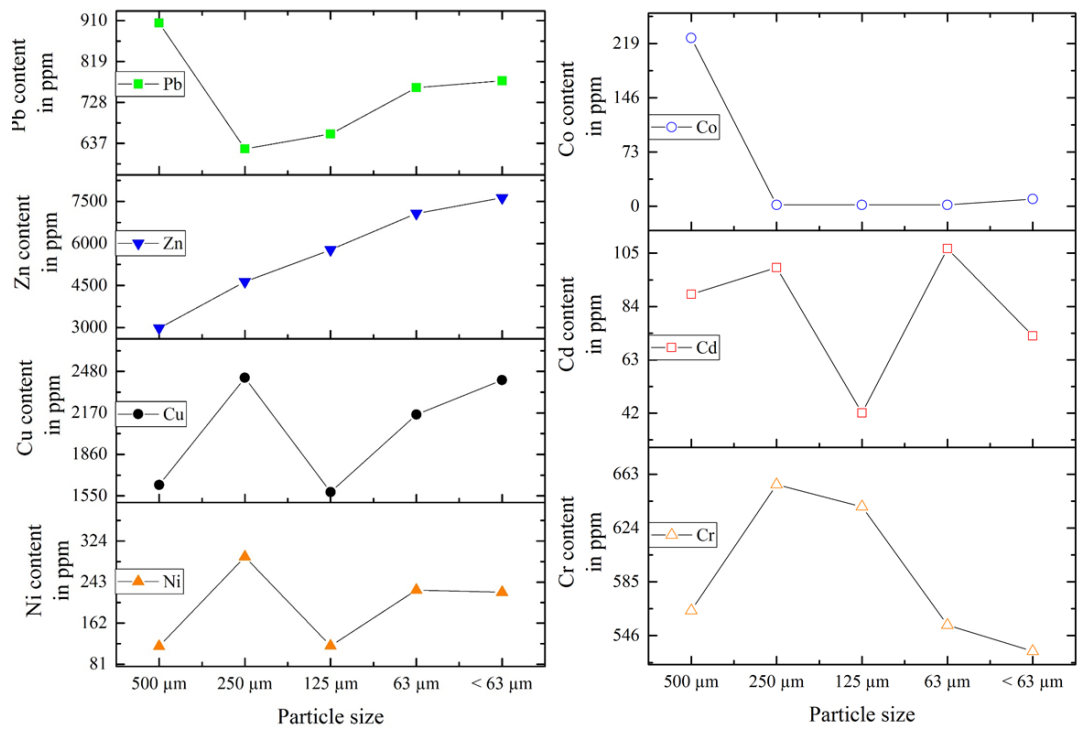 Pb content
in ppm
910
819
728
637
Pb
Zn content
in ppm
7500
6000
4500
3000
Zn
Cu content
in ppm
2480
2170
1860
1550
Cu
Ni content
in ppm
324
243
162
81
Ni
500 µm
250 µm
125 µm
63 µm
< 63 µm
Particle size
Co content
in ppm
219
146
73
0
Co
Cd content
in ppm
105
84
63
42
Cd
Cr content
in ppm
663
624
585
546
Cr
500 µm
250 µm
125 µm
63 µm
< 63 µm
Particle size